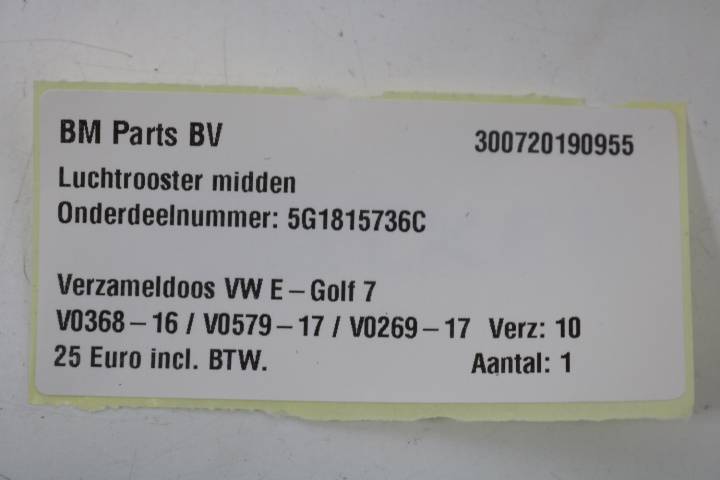 BM Parts BV 300720190955
Luchtrooster midden
Onderdeelnummer: 5G1815736C
Verzameldoos VW E – Golf 7
V0368 – 16 / V0579 – 17 / V0269 – 17 Verz: 10
25 Euro incl. BTW. Aantal: 1